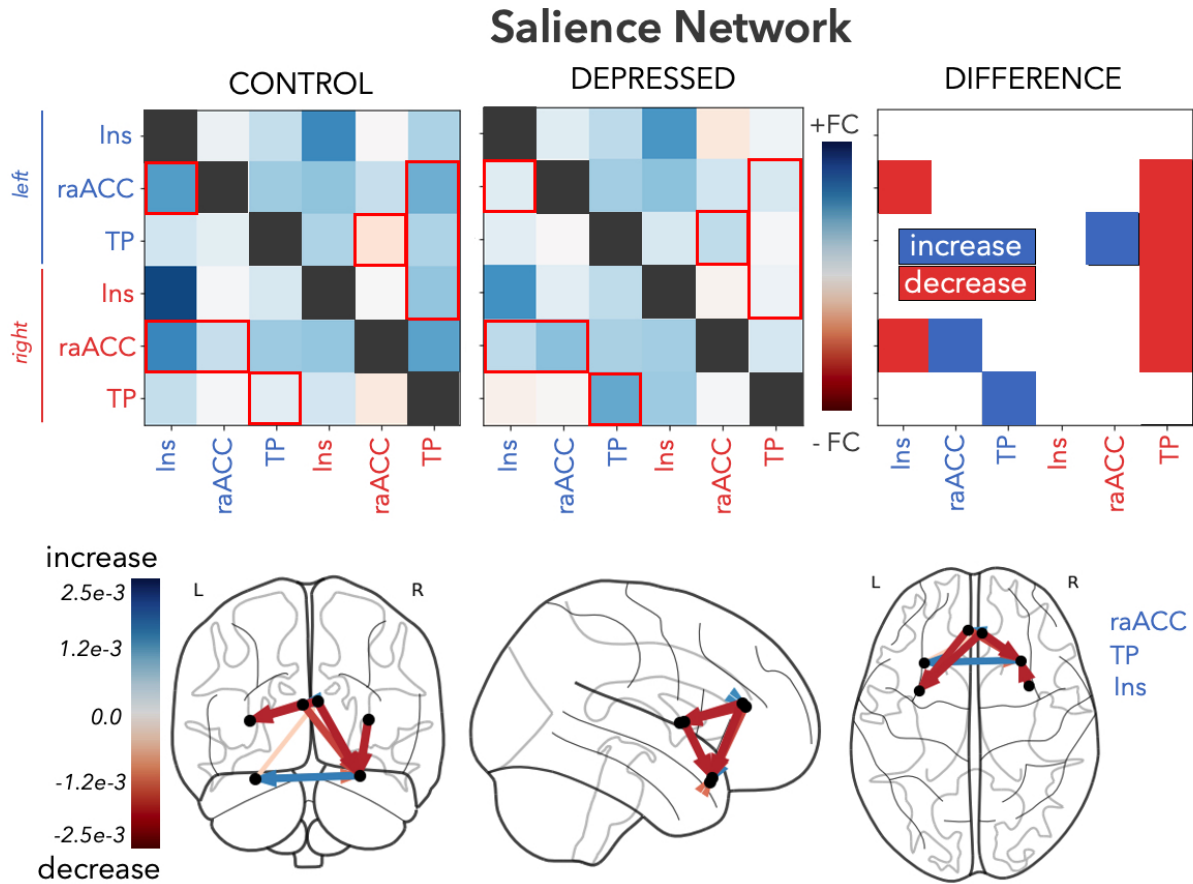 Salience Network
CONTROL
DEPRESSED
DIFFERENCE
left
right
Ins
raACC
TP
Ins
raACC
TP
Ins
raACC
TP
Ins
raACC
TP
Ins
raACC
TP
Ins
raACC
TP
+FC
- FC
increase
decrease
Ins
raACC
TP
Ins
raACC
TP
increase
2.5e-3
1.2e-3
0.0
-1.2e-3
-2.5e-3
decrease
L
R
L
R
raACC
TP
Ins